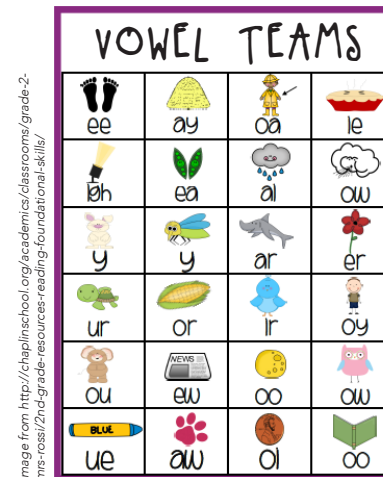 mage from http://chaplinschool.org/academics/classrooms/grade-2-
mrs-rossi/2nd-grade-resources-reading-foundational-skills/
VOWEL TEAMS
ee ay oa ie
igh ea ai ow
y y ar er
ur or ir oy
NEWS
ou ew oo ow
BLUE
ue aw oi oo